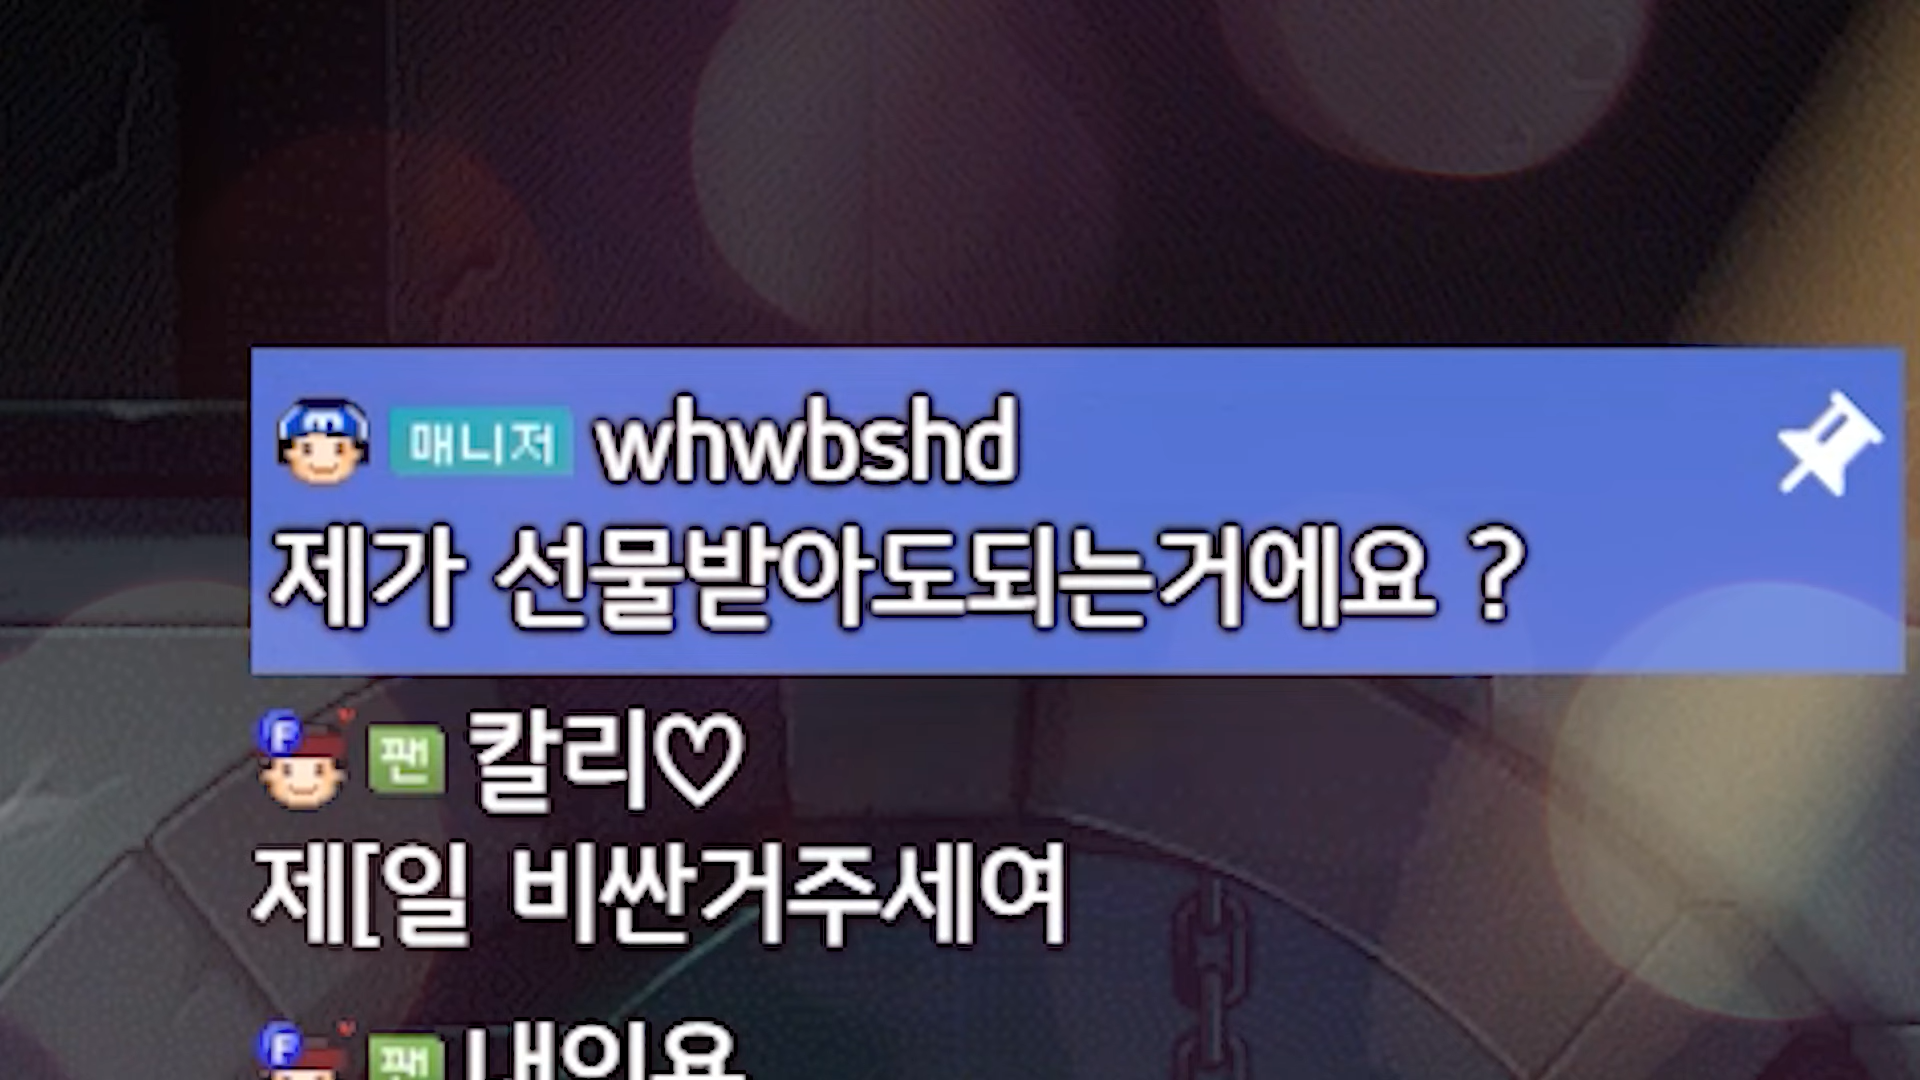 매니저 whwbshd
제가 선물받아도되는거에요 ?
F 팬 칼리♡
제[일 비싼거주세여
F 팬